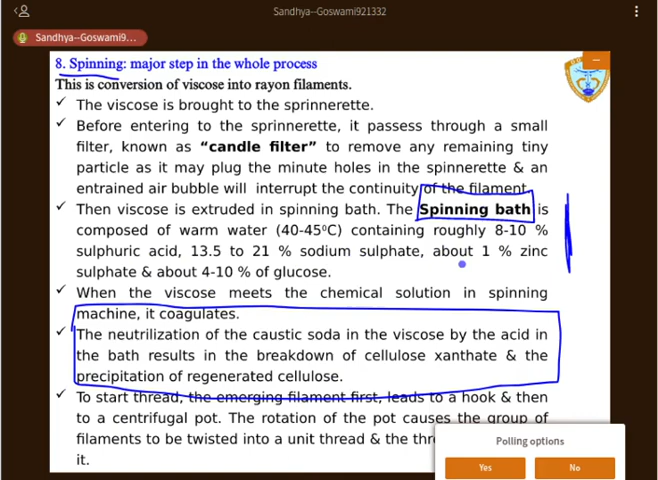 Sandhya--Goswami921332
Sandhya--Goswami9...
8. Spinning: major step in the whole process
This is conversion of viscose into rayon filaments.
✓ The viscose is brought to the sprinnerette.
✓ Before entering to the sprinnerette, it passess through a small
filter, known as “candle filter” to remove any remaining tiny
particle as it may plug the minute holes in the spinnerette & an
entrained air bubble will interrupt the continuity of the filament.
✓ Then viscose is extruded in spinning bath. The Spinning bath is
composed of warm water (40-45⁰C) containing roughly 8-10 %
sulphuric acid, 13.5 to 21 % sodium sulphate, about 1 % zinc
sulphate & about 4-10 % of glucose.
✓ When the viscose meets the chemical solution in spinning
machine, it coagulates.
✓ The neutrilization of the caustic soda in the viscose by the acid in
the bath results in the breakdown of cellulose xanthate & the
precipitation of regenerated cellulose.
✓ To start thread, the emerging filament first, leads to a hook & then
to a centrifugal pot. The rotation of the pot causes the group of
filaments to be twisted into a unit thread & the
it.
Polling options
Yes No